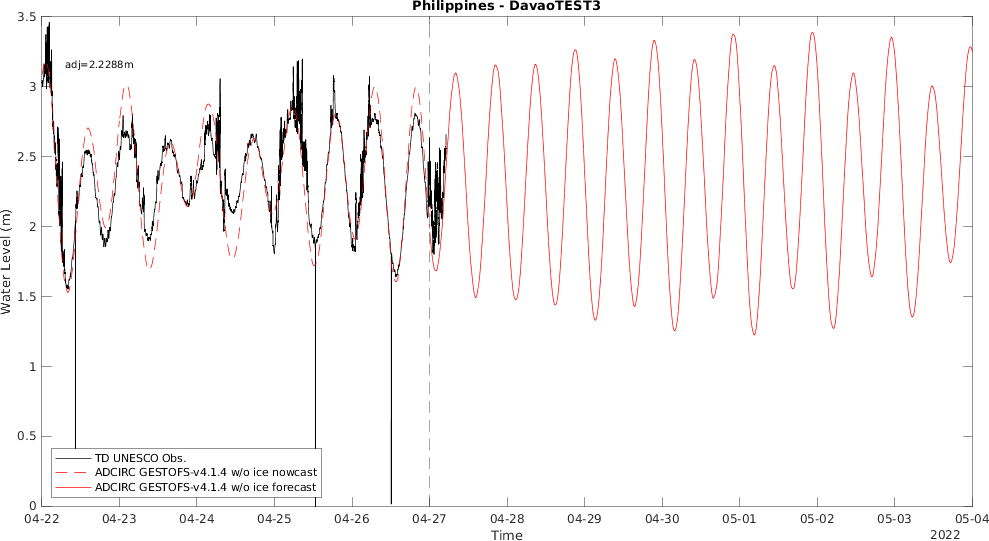 Philippines - DavaoTEST3
adj=2.2288m
3.5
3
2.5
2
1.5
1
0.5
0
Water Level (m)
TD UNESCO Obs.
ADCIRC GESTOFS-v4.1.4 w/o ice nowcast
ADCIRC GESTOFS-v4.1.4 w/o ice forecast
04-22 04-23 04-24 04-25 04-26 04-27 04-28 04-29 04-30 05-01 05-02 05-03 05-04
Time
2022